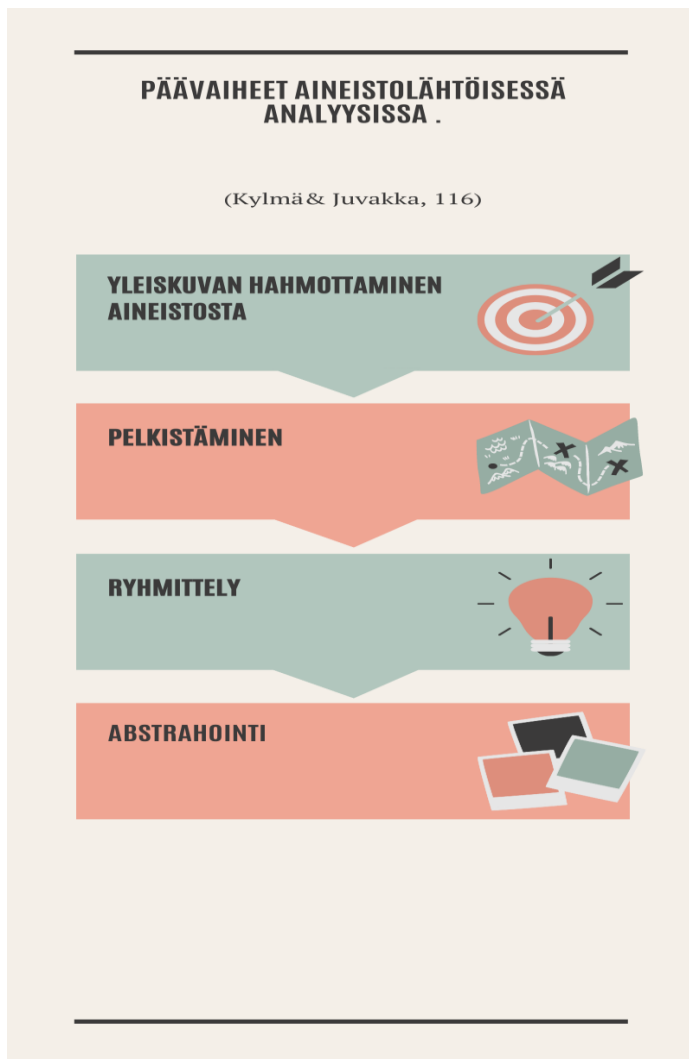 PÄÄVAIHEET AINEISTOLÄHTÖISESSÄ
ANALYYSISSA .
(Kylmä & Juvakka, 116)
YLEISKUVAN HAHMOTTAMINEN
AINEISTOSTA
PELKISTÄMINEN
RYHMITTELY
ABSTRAHOINTI